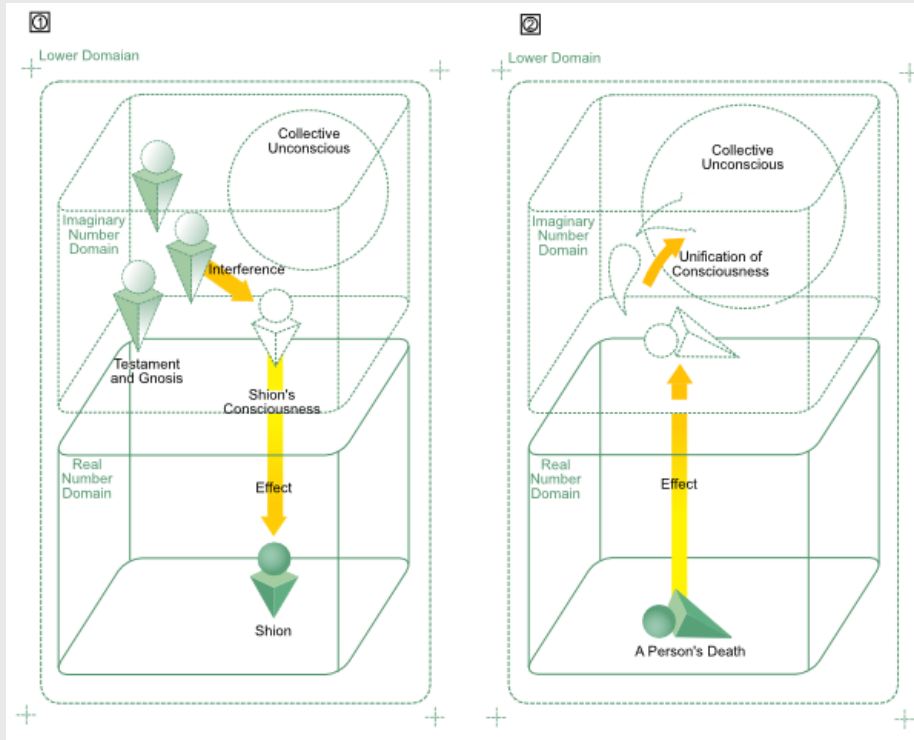 ①
Lower Domaian
Collective
Unconscious
Imaginary
Number
Domain
Interference
Testament
and Gnosis
Shion's
Consciousness
Real
Number
Domain
Effect
Shion
②
Lower Domain
Collective
Unconscious
Imaginary
Number
Domain
Unification of
Consciousness
Real
Number
Domain
Effect
A Person's Death